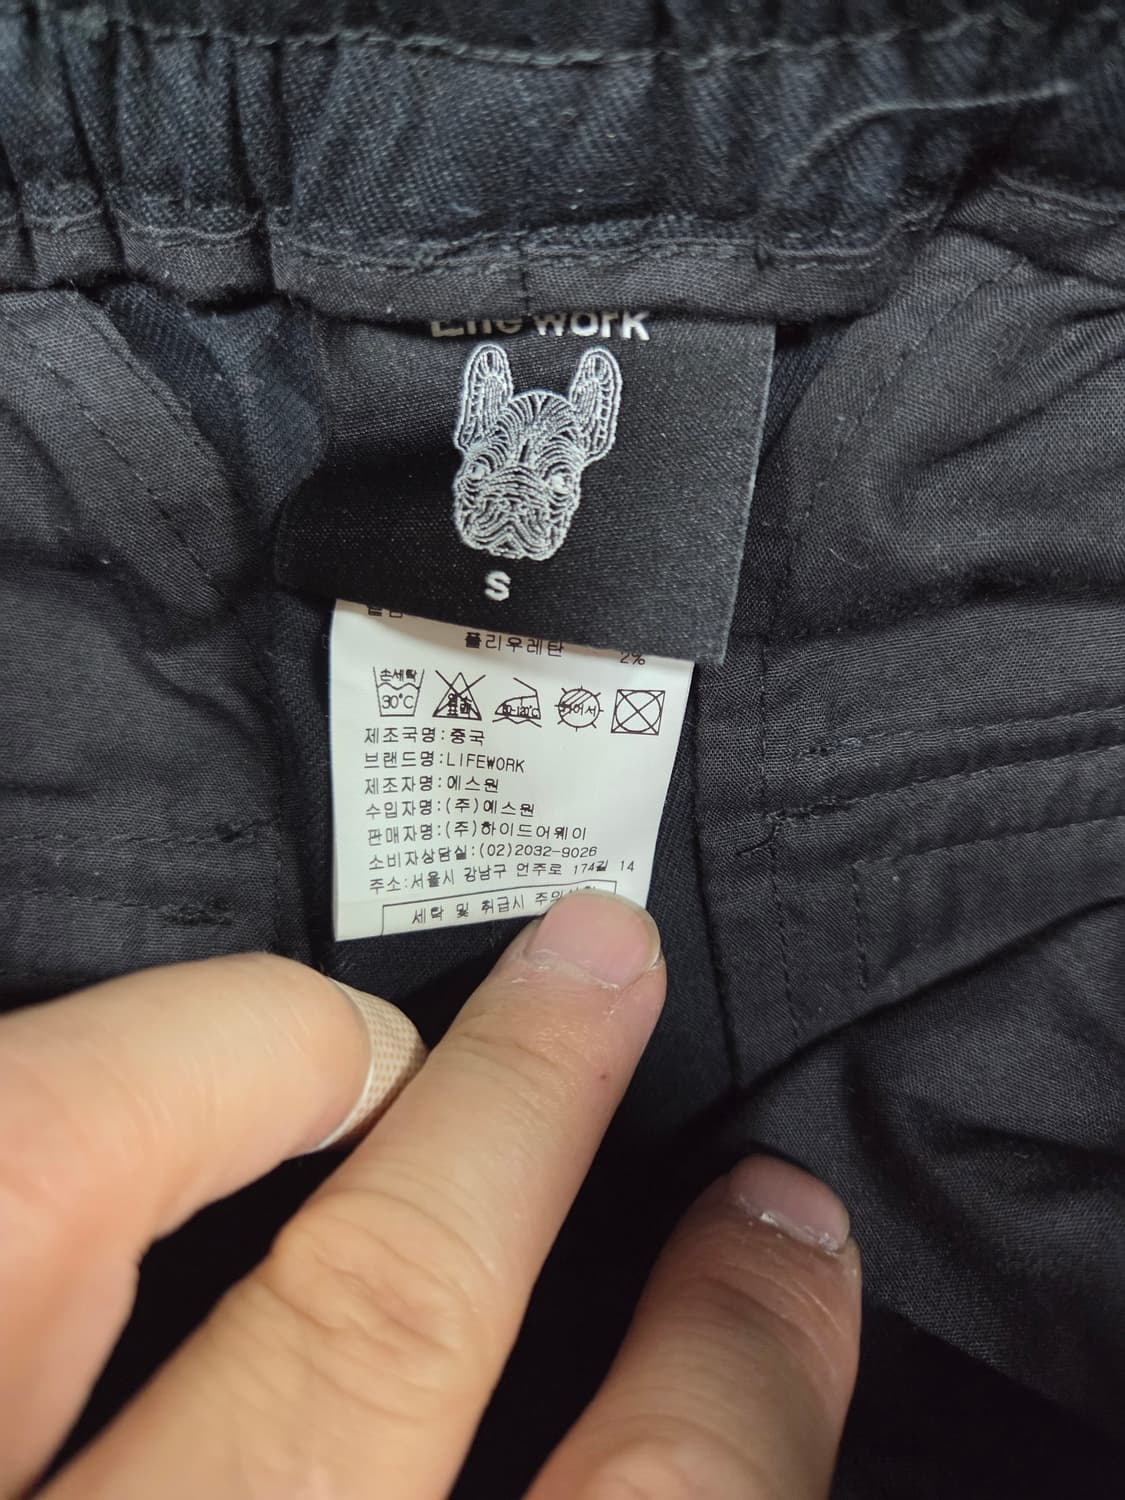 Life work
S
폴리우레탄 2%
손세탁
30°C
80-120°C
제조국명:중국
브랜드명:LIFEWORK
제조자명:에스원
수입자명:(주)에스원
판매자명:(주)하이드어웨이
소비자상담실:(02)2032-9026
주소:서울시 강남구 언주로 174길 14
세탁 및 취급시